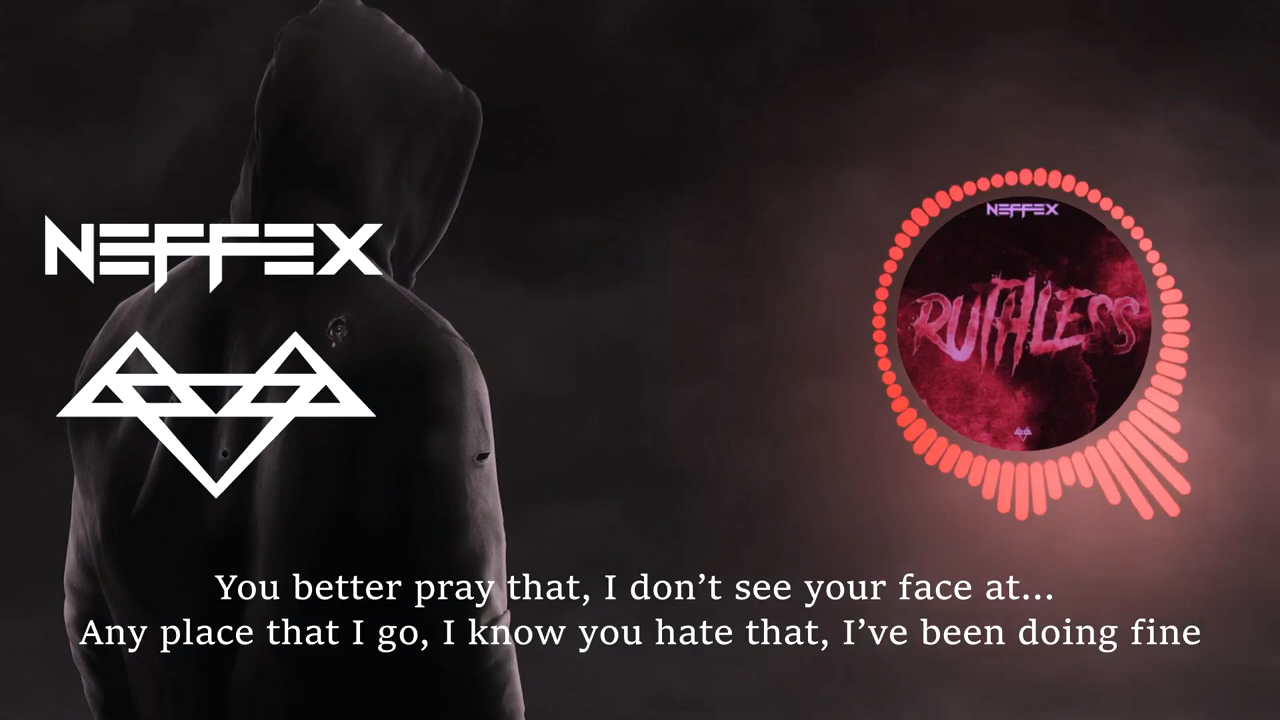 NEFFEX
NEFFEX
RUTHLESS
You better pray that, I don’t see your face at...
Any place that I go, I know you hate that, I’ve been doing fine